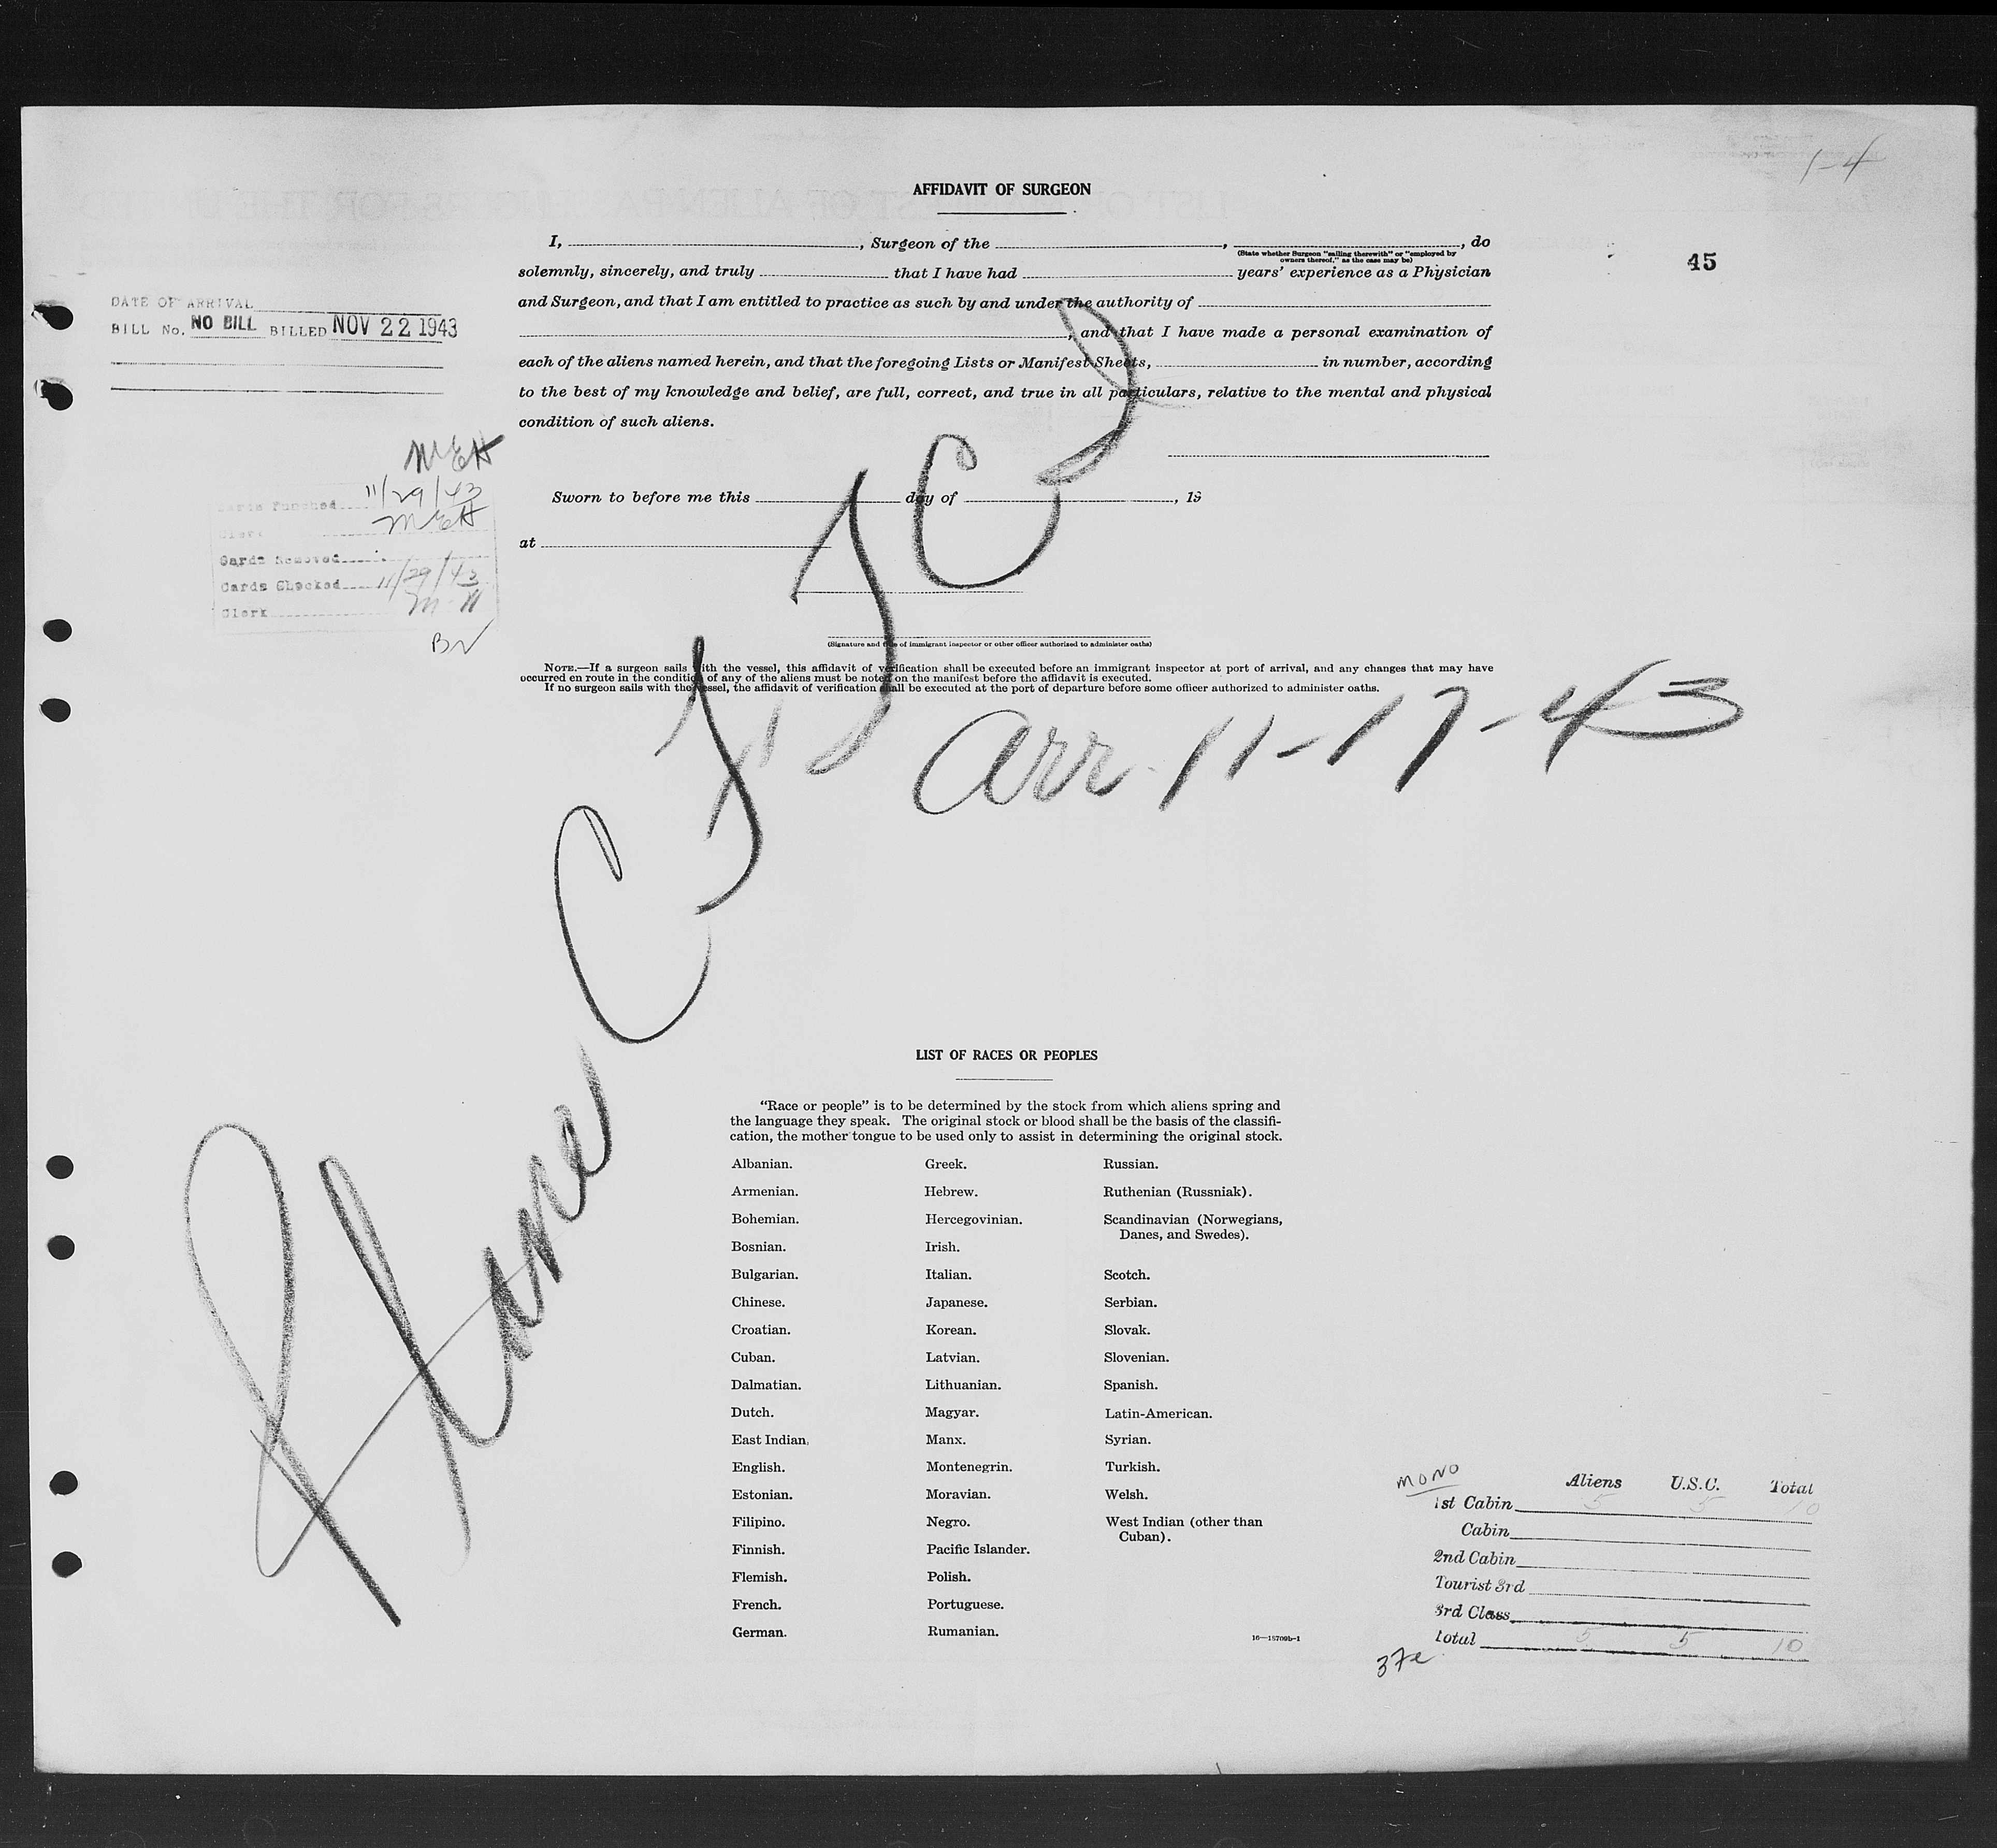 1-4
AFFIDAVIT OF SURGEON
45
I, , Surgeon of the , , do
(State whether Surgeon "sailing therewith" or "employed by
owners thereof," as the case may be)
solemnly, sincerely, and truly that I have had years' experience as a Physician
and Surgeon, and that I am entitled to practice as such by and under the authority of
, and that I have made a personal examination of
each of the aliens named herein, and that the foregoing Lists or Manifest Sheets, in number, according
to the best of my knowledge and belief, are full, correct, and true in all particulars, relative to the mental and physical
condition of such aliens.
Sworn to before me this day of , 19
at
(Signature and title of immigrant inspector or other officer authorized to administer oaths)
NOTE.—If a surgeon sails with the vessel, this affidavit of verification shall be executed before an immigrant inspector at port of arrival, and any changes that may have
occurred en route in the condition of any of the aliens must be noted on the manifest before the affidavit is executed.
If no surgeon sails with the vessel, the affidavit of verification shall be executed at the port of departure before some officer authorized to administer oaths.
DATE OF ARRIVAL
BILL No. NO BILL BILLED NOV 22 1943
MEH
Cards Punched 11/29/43
Clerk MEH
Cards Removed
Cards Checked 11/29/43
Clerk
arr 11-17-43
LIST OF RACES OR PEOPLES
"Race or people" is to be determined by the stock from which aliens spring and
the language they speak. The original stock or blood shall be the basis of the classifi-
cation, the mother tongue to be used only to assist in determining the original stock.
Albanian.
Armenian.
Bohemian.
Bosnian.
Bulgarian.
Chinese.
Croatian.
Cuban.
Dalmatian.
Dutch.
East Indian.
English.
Estonian.
Filipino.
Finnish.
Flemish.
French.
German.
Greek.
Hebrew.
Hercegovinian.
Irish.
Italian.
Japanese.
Korean.
Latvian.
Lithuanian.
Magyar.
Manx.
Montenegrin.
Moravian.
Negro.
Pacific Islander.
Polish.
Portuguese.
Rumanian.
Russian.
Ruthenian (Russniak).
Scandinavian (Norwegians,
Danes, and Swedes).
Scotch.
Serbian.
Slovak.
Slovenian.
Spanish.
Latin-American.
Syrian.
Turkish.
Welsh.
West Indian (other than
Cuban).
16—15709b-1
MONO
Aliens U.S.C. Total
1st Cabin 5 5 10
Cabin
2nd Cabin
Tourist 3rd
3rd Class
Total 5 5 10